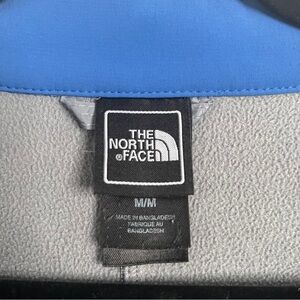 THE
NORTH
®FACE
M/M
MADE IN BANGLADESH
FABRIQUE AU
BANGLADESH